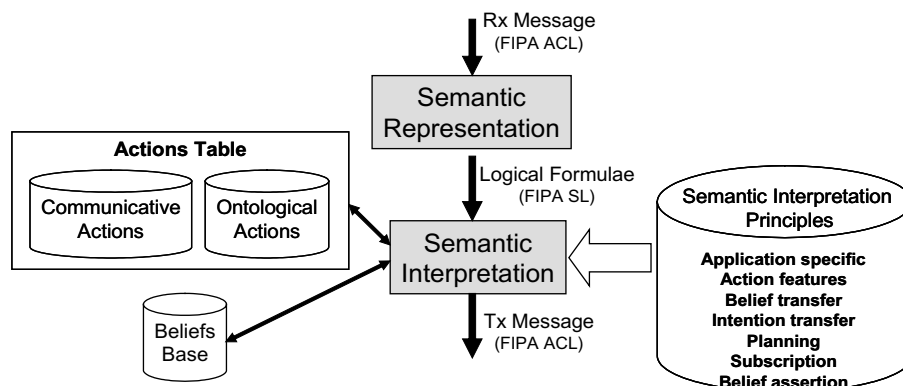 Rx Message
(FIPA ACL)
Semantic
Representation
Actions Table
Communicative
Actions
Ontological
Actions
Logical Formulae
(FIPA SL)
Semantic
Interpretation
Semantic Interpretation
Principles
Application specific
Action features
Belief transfer
Intention transfer
Planning
Subscription
Belief assertion
Beliefs
Base
Tx Message
(FIPA ACL)